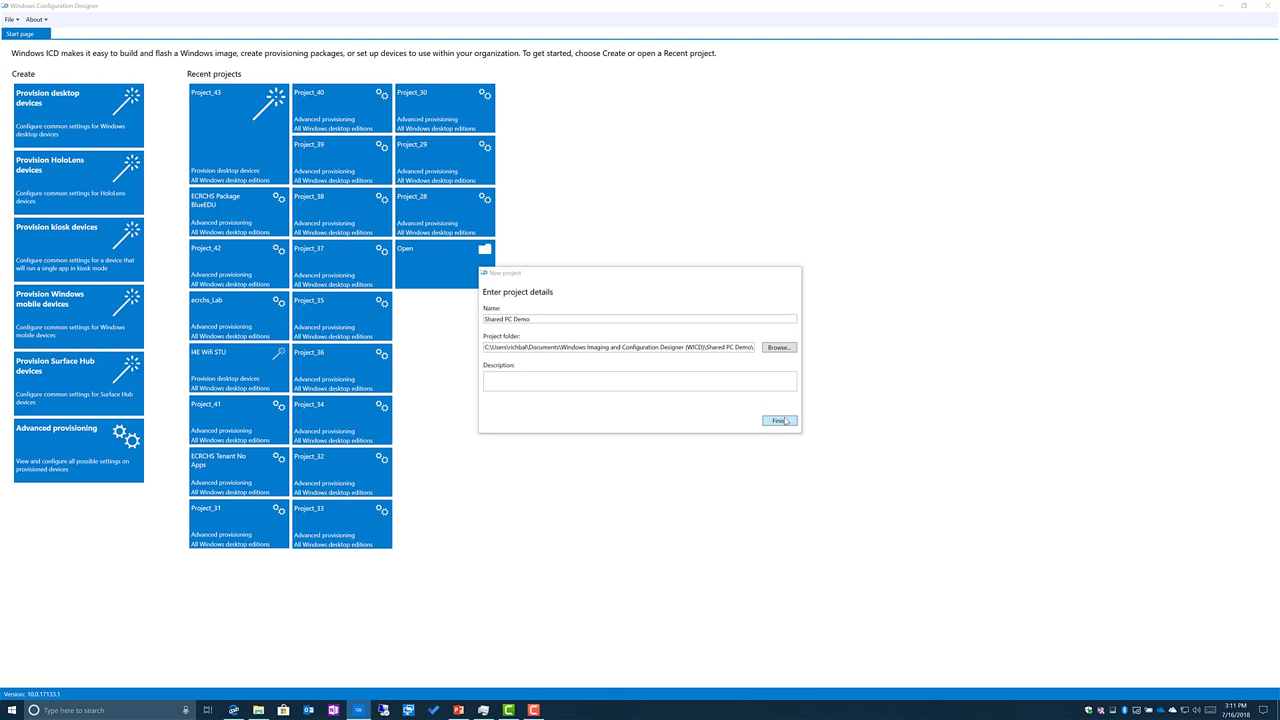 Windows Configuration Designer
File
About
Start page
Windows ICD makes it easy to build and flash a Windows image, create provisioning packages, or set up devices to use within your organization. To get started, choose Create or open a Recent project.
Create
Provision desktop
devices
Configure common settings for Windows
desktop devices
Provision HoloLens
devices
Configure common settings for HoloLens
devices
Provision kiosk devices
Configure common settings for a device that
will run a single app in kiosk mode
Provision Windows
mobile devices
Configure common settings for Windows
mobile devices
Provision Surface Hub
devices
Configure common settings for Surface Hub
devices
Advanced provisioning
View and configure all possible settings on
provisioned devices
Recent projects
Project_43
Provision desktop devices
All Windows desktop editions
ECRCHS Package
BlueEDU
Advanced provisioning
All Windows desktop editions
Project_42
Advanced provisioning
All Windows desktop editions
ecrchs_Lab
Advanced provisioning
All Windows desktop editions
I4E Wifi STU
Provision desktop devices
All Windows desktop editions
Project_41
Advanced provisioning
All Windows desktop editions
ECRCHS Tenant No
Apps
Advanced provisioning
All Windows desktop editions
Project_31
Advanced provisioning
All Windows desktop editions
Project_40
Advanced provisioning
All Windows desktop editions
Project_39
Advanced provisioning
All Windows desktop editions
Project_38
Advanced provisioning
All Windows desktop editions
Project_37
Advanced provisioning
All Windows desktop editions
Project_35
Advanced provisioning
All Windows desktop editions
Project_36
Advanced provisioning
All Windows desktop editions
Project_34
Advanced provisioning
All Windows desktop editions
Project_32
Advanced provisioning
All Windows desktop editions
Project_33
Advanced provisioning
All Windows desktop editions
Project_30
Advanced provisioning
All Windows desktop editions
Project_29
Advanced provisioning
All Windows desktop editions
Project_28
Advanced provisioning
All Windows desktop editions
Open
New project
Enter project details
Name:
Shared PC Demo
Project folder:
C:\Users\richbal\Documents\Windows Imaging and Configuration Designer (WICD)\Shared PC Demo\
Browse...
Description:
Finis
Version: 10.0.17133.1
Type here to search
3:11 PM
7/16/2018